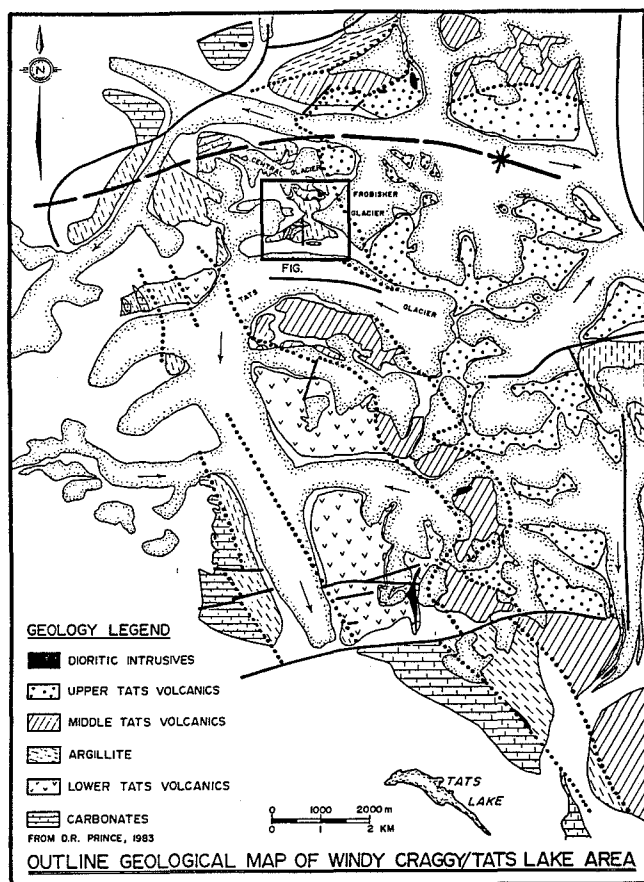 N
CENTRAL GLACIER
FROBISHER
GLACIER
FIG.
TATS
GLACIER
GEOLOGY LEGEND
DIORITIC INTRUSIVES
UPPER TATS VOLCANICS
MIDDLE TATS VOLCANICS
ARGILLITE
LOWER TATS VOLCANICS
CARBONATES
FROM D.R. PRINCE, 1983
TATS
LAKE
0 1000 2000 m
0 1 2 KM
OUTLINE GEOLOGICAL MAP OF WINDY CRAGGY/TATS LAKE AREA